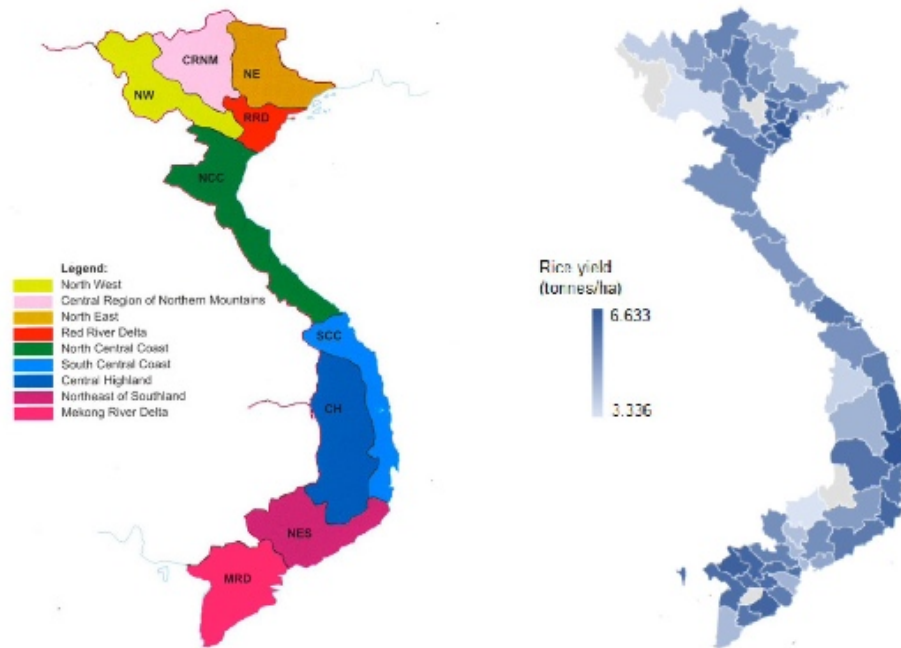 CRNM
NE
NW
RRD
NCC
Legend:
North West
Central Region of Northern Mountains
North East
Red River Delta
North Central Coast
South Central Coast
Central Highland
Northeast of Southland
Mekong River Delta
SCC
CH
NES
MRD
Rice yield
(tonnes/ha)
6.633
3.336